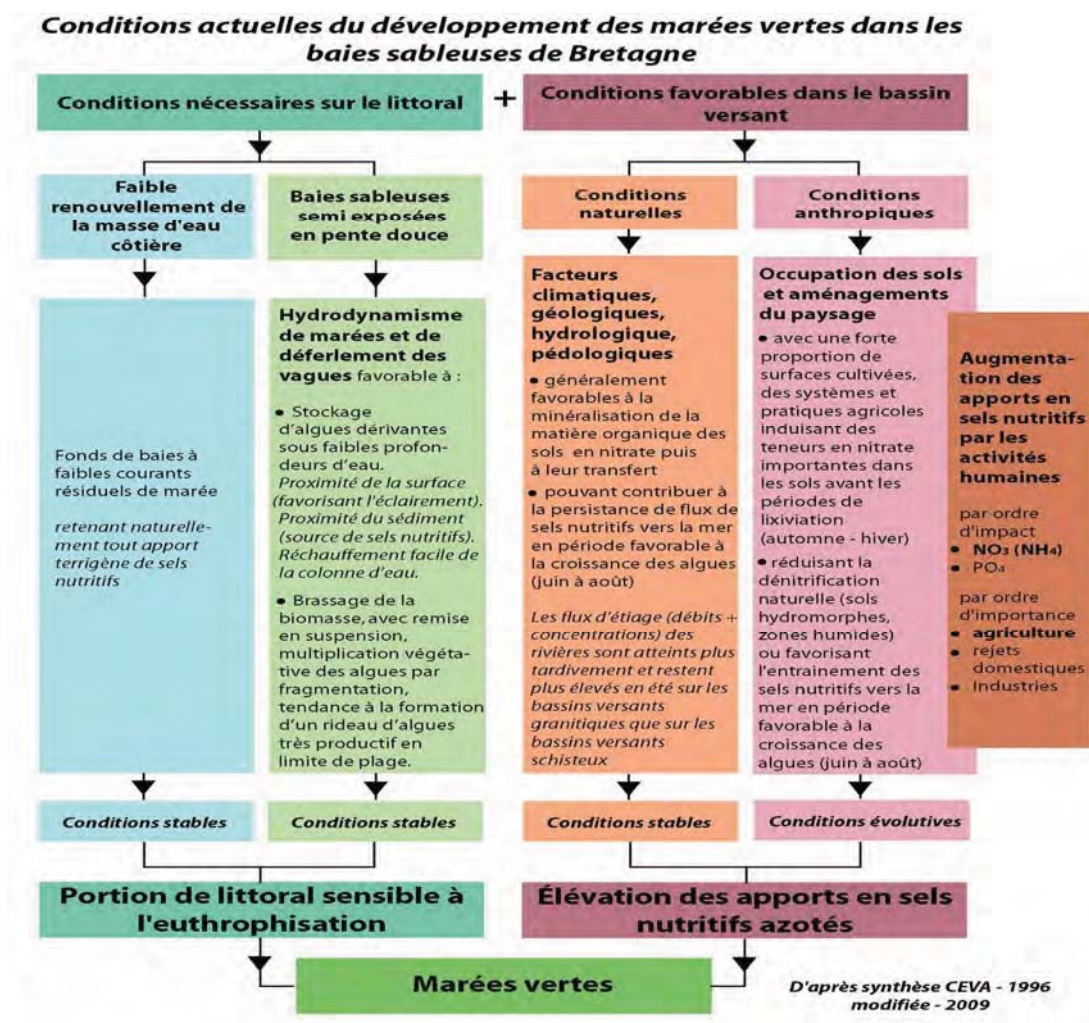 Conditions actuelles du développement des marées vertes dans les
baies sableuses de Bretagne
Conditions nécessaires sur le littoral
+
Conditions favorables dans le bassin
versant
Faible
renouvellement de
la masse d'eau
côtière
Fonds de baies à
faibles courants
résiduels de marée
retenant naturelle-
ment tout apport
terrigène de sels
nutritifs
Conditions stables
Baies sableuses
semi exposées
en pente douce
Hydrodynamisme
de marées et de
déferlement des
vagues favorable à :
• Stockage
d'algues dérivantes
sous faibles profon-
deurs d'eau.
Proximité de la surface
(favorisant l'éclairement).
Proximité du sédiment
(source de sels nutritifs).
Réchauffement facile de
la colonne d'eau.
• Brassage de la
biomasse, avec remise
en suspension,
multiplication végéta-
tive des algues par
fragmentation,
tendance à la formation
d'un rideau d'algues
très productif en
limite de plage.
Conditions stables
Conditions
naturelles
Facteurs
climatiques,
géologiques,
hydrologique,
pédologiques
• généralement
favorables à la
minéralisation de la
matière organique des
sols en nitrate puis
à leur transfert
• pouvant contribuer à
la persistance de flux de
sels nutritifs vers la mer
en période favorable à
la croissance des algues
(juin à août)
Les flux d'étiage (débits +
concentrations) des
rivières sont atteints plus
tardivement et restent
plus élevés en été sur les
bassins versants
granitiques que sur les
bassins versants
schisteux
Conditions stables
Conditions
anthropiques
Occupation des sols
et aménagements
du paysage
• avec une forte
proportion de
surfaces cultivées,
des systèmes et
pratiques agricoles
induisant des
teneurs en nitrate
importantes dans
les sols avant les
périodes de
lixiviation
(automne - hiver)
• réduisant la
dénitrification
naturelle (sols
hydromorphes,
zones humides)
ou favorisant
l'entrainement des
sels nutritifs vers la
mer en période
favorable à la
croissance des
algues (juin à août)
Conditions évolutives
Augmenta-
tion des
apports en
sels nutritifs
par les
activités
humaines
par ordre
d'impact
• NO3 (NH4)
• PO4
par ordre
d'importance
• agriculture
• rejets
domestiques
• Industries
Portion de littoral sensible à
l'euthrophisation
Élévation des apports en sels
nutritifs azotés
Marées vertes
D'après synthèse CEVA - 1996
modifiée - 2009